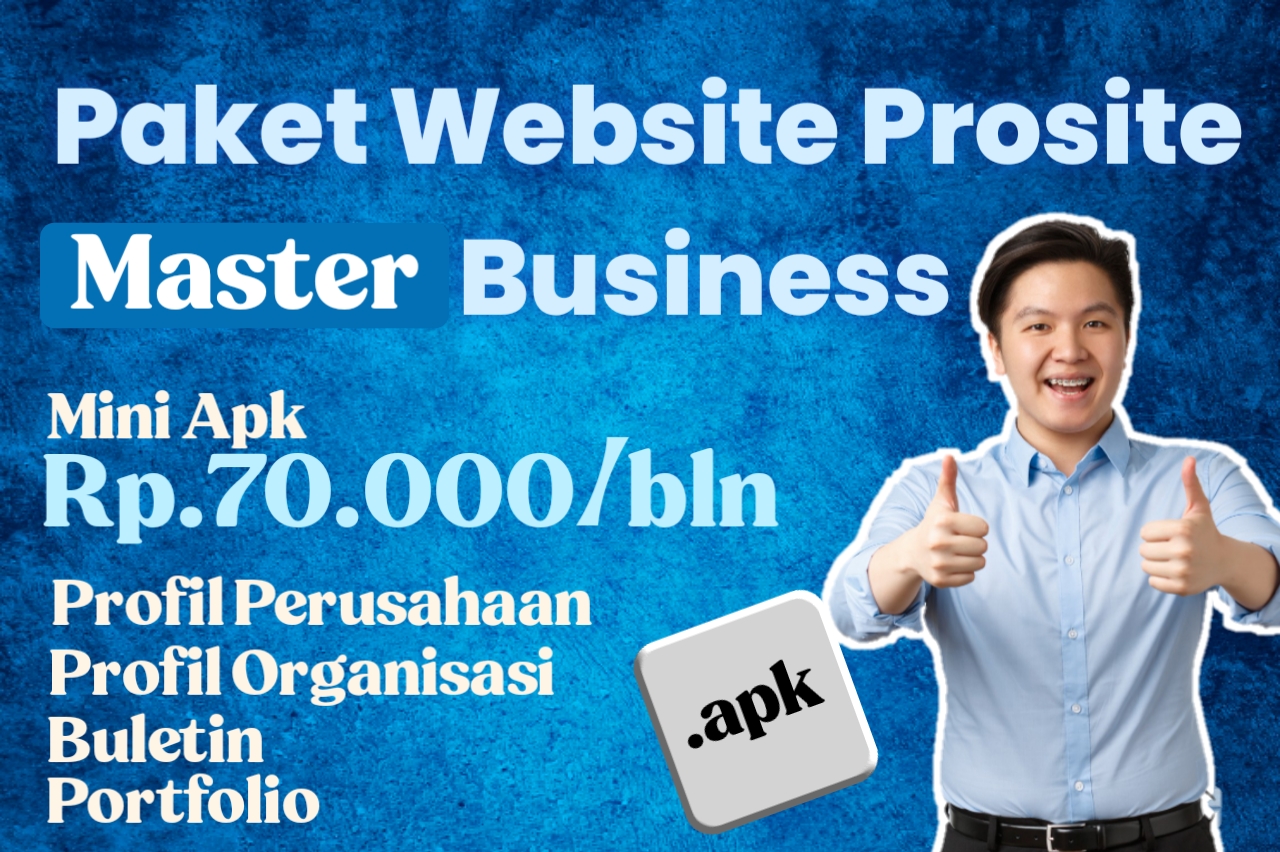 Paket Website Prosite
Master Business
Mini Apk
Rp.70.000/bln
Profil Perusahaan
Profil Organisasi
Buletin
Portfolio
.apk